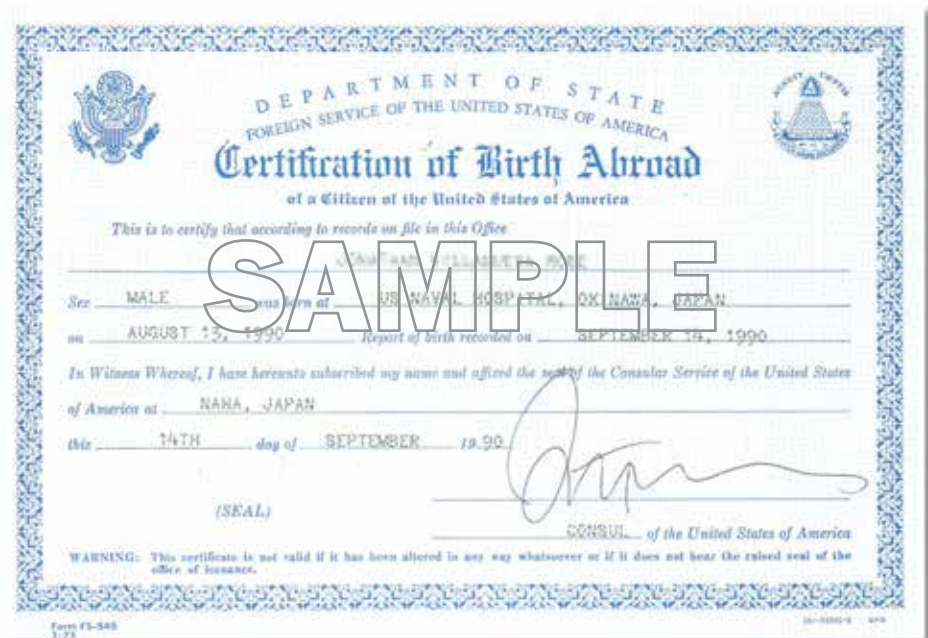 DEPARTMENT OF STATE
FOREIGN SERVICE OF THE UNITED STATES OF AMERICA
Certification of Birth Abroad
of a Citizen of the United States of America
This is to certify that according to records on file in this Office
SAMPLE
Sex MALE was born at US NAVAL HOSPITAL, OKINAWA, JAPAN
on AUGUST 13, 1990 Report of birth recorded on SEPTEMBER 14, 1990
In Witness Whereof, I have hereunto subscribed my name and affixed the seal of the Consular Service of the United States
of America at NAHA, JAPAN
this 14TH day of SEPTEMBER 1990
(SEAL)
CONSUL of the United States of America
WARNING: This certificate is not valid if it has been altered in any way whatsoever or if it does not bear the raised seal of the
office of issuance.
Form FS-545